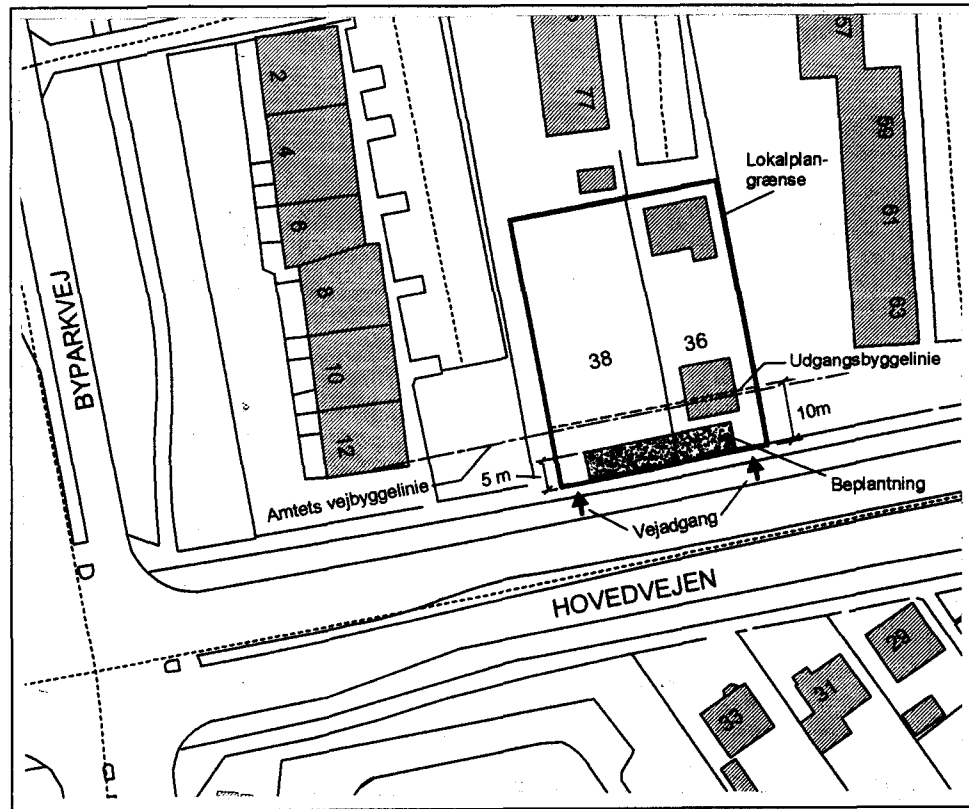 57
77
59
2
4
6
8
10
12
Lokalplan-
grænse
61
63
38
36
Udgangsbyggelinie
10m
BYPARKVEJ
Amtets vejbyggelinie
5 m
Beplantning
Vejadgang
HOVEDVEJEN
29
31
33